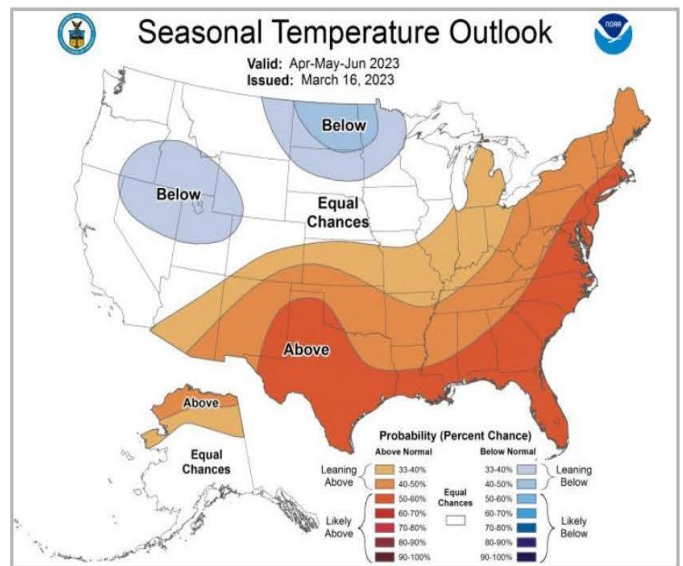 Seasonal Temperature Outlook
NOAA
Valid: Apr-May-Jun 2023
Issued: March 16, 2023
Below
Below
Equal
Chances
Above
Above
Equal
Chances
Probability (Percent Chance)
Above Normal
Below Normal
Leaning
Above
33-40%
40-50%
Likely
Above
50-60%
60-70%
70-80%
80-90%
90-100%
Equal
Chances
33-40%
40-50%
Leaning
Below
50-60%
60-70%
70-80%
80-90%
90-100%
Likely
Below